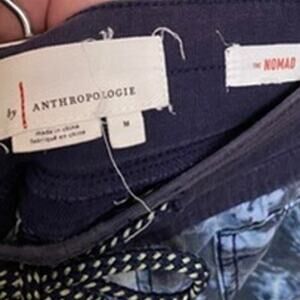 by ANTHROPOLOGIE
made in china
fabriqué en chine
M
THE NOMAD